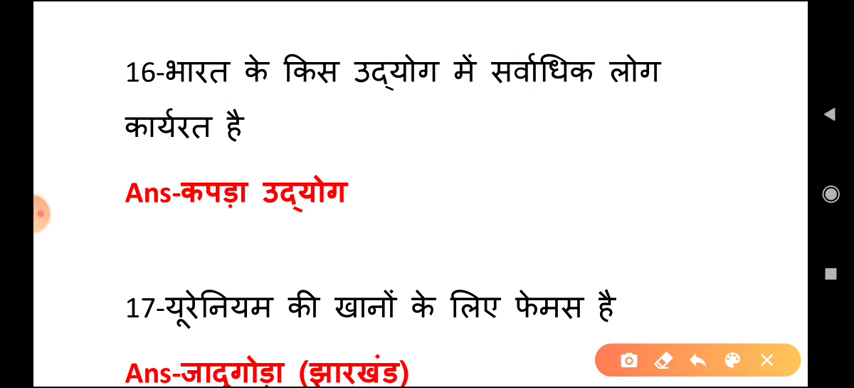 16-भारत के किस उद्योग में सर्वाधिक लोग
कार्यरत है
Ans-कपड़ा उद्योग
17-यूरेनियम की खानों के लिए फेमस है
Ans-जादुगोड़ा (झारखंड)